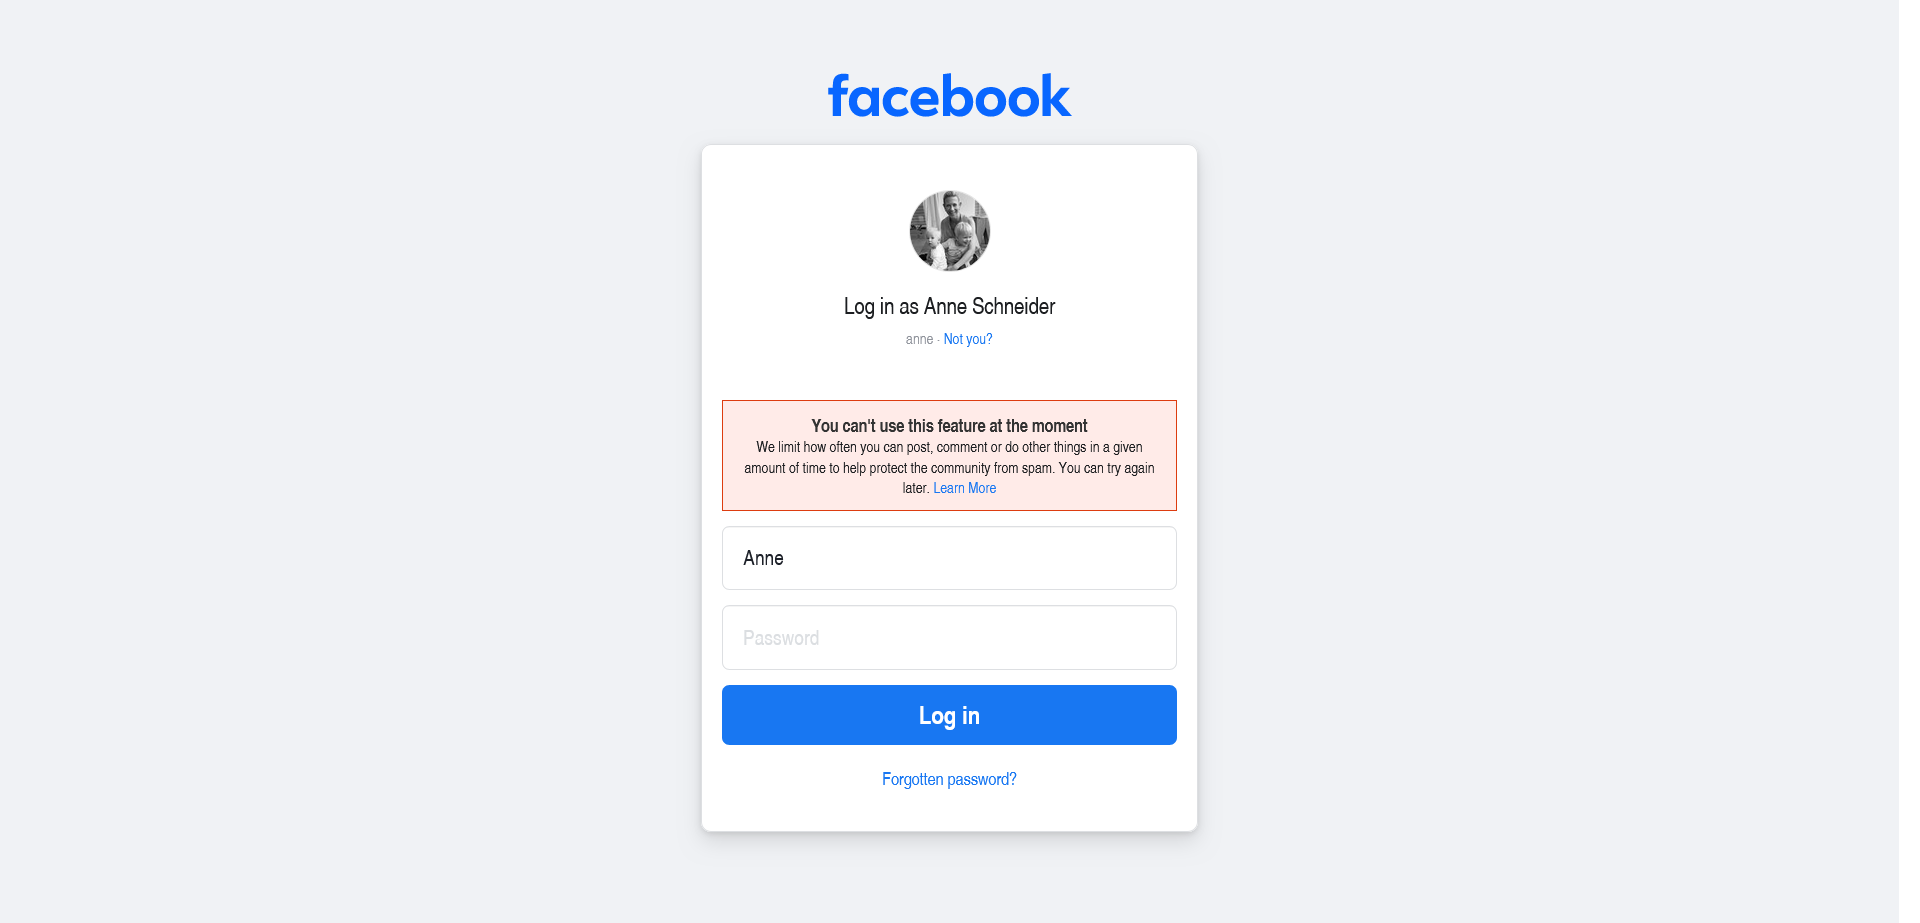 facebook
Log in as Anne Schneider
anne · Not you?
You can't use this feature at the moment
We limit how often you can post, comment or do other things in a given
amount of time to help protect the community from spam. You can try again
later. Learn More
Anne
Password
Log in
Forgotten password?